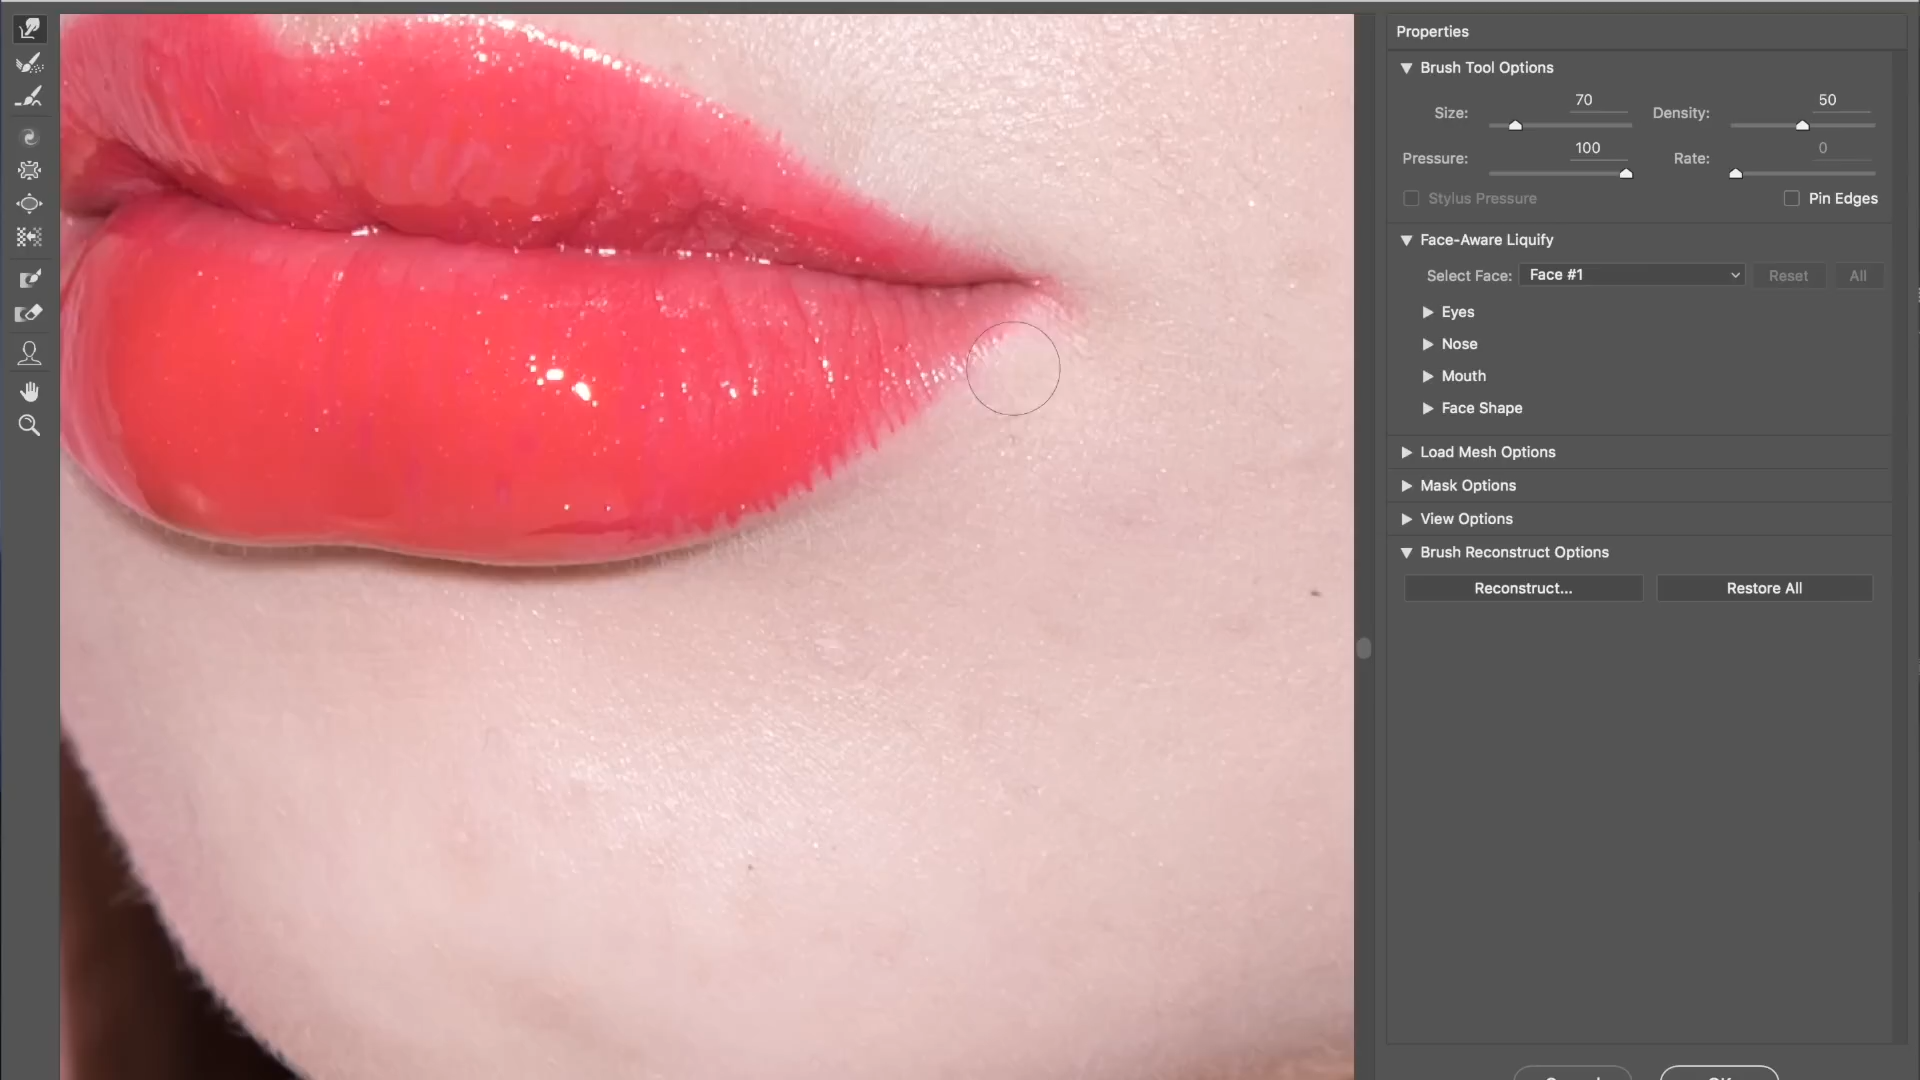 Properties
Brush Tool Options
Size: 70 Density: 50
Pressure: 100 Rate: 0
Stylus Pressure Pin Edges
Face-Aware Liquify
Select Face: Face #1 Reset All
Eyes
Nose
Mouth
Face Shape
Load Mesh Options
Mask Options
View Options
Brush Reconstruct Options
Reconstruct... Restore All